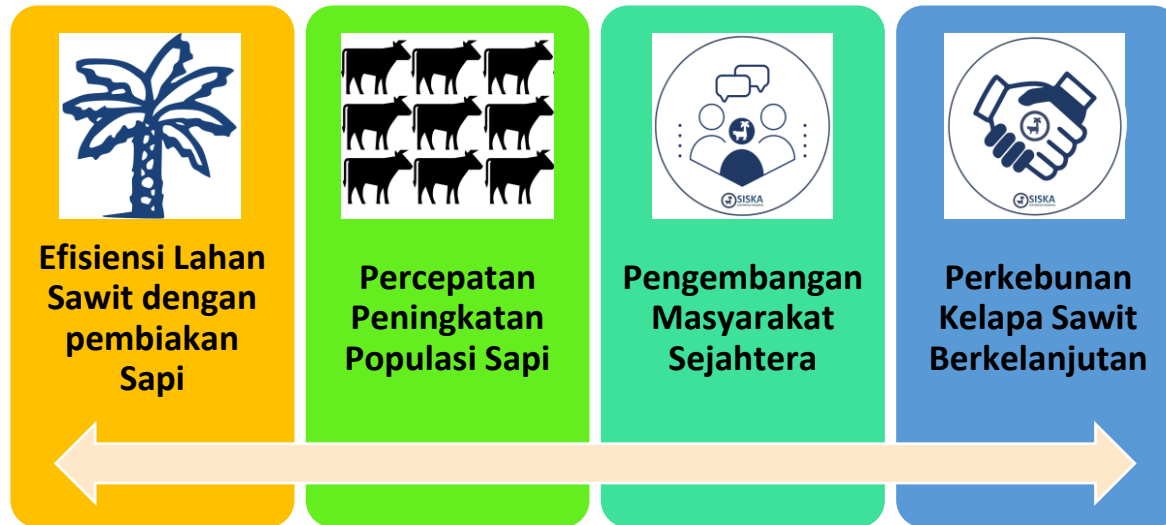 SISKA
SISKA
Efisiensi Lahan
Sawit dengan
pembiakan
Sapi
Percepatan
Peningkatan
Populasi Sapi
Pengembangan
Masyarakat
Sejahtera
Perkebunan
Kelapa Sawit
Berkelanjutan